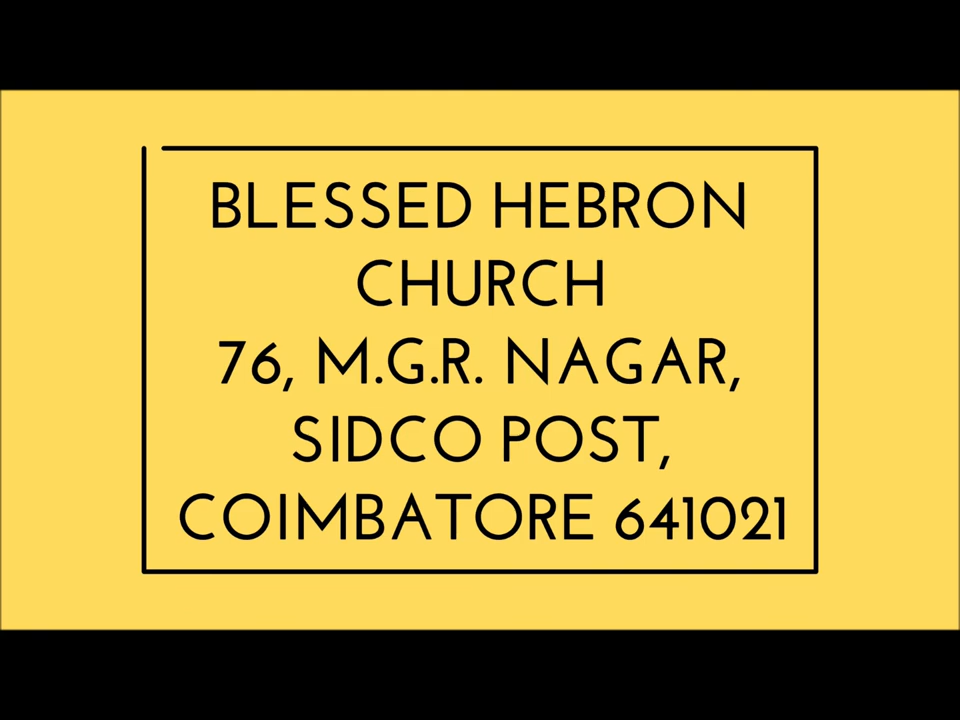 BLESSED HEBRON
CHURCH
76, M.G.R. NAGAR,
SIDCO POST,
COIMBATORE 641021